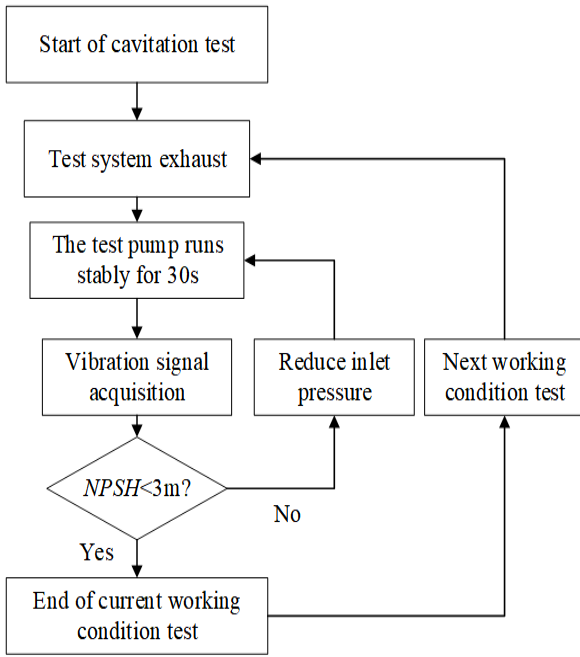 Start of cavitation test
Test system exhaust
The test pump runs
stably for 30s
Vibration signal
acquisition
Reduce inlet
pressure
Next working
condition test
NPSH<3m?
No
Yes
End of current working
condition test